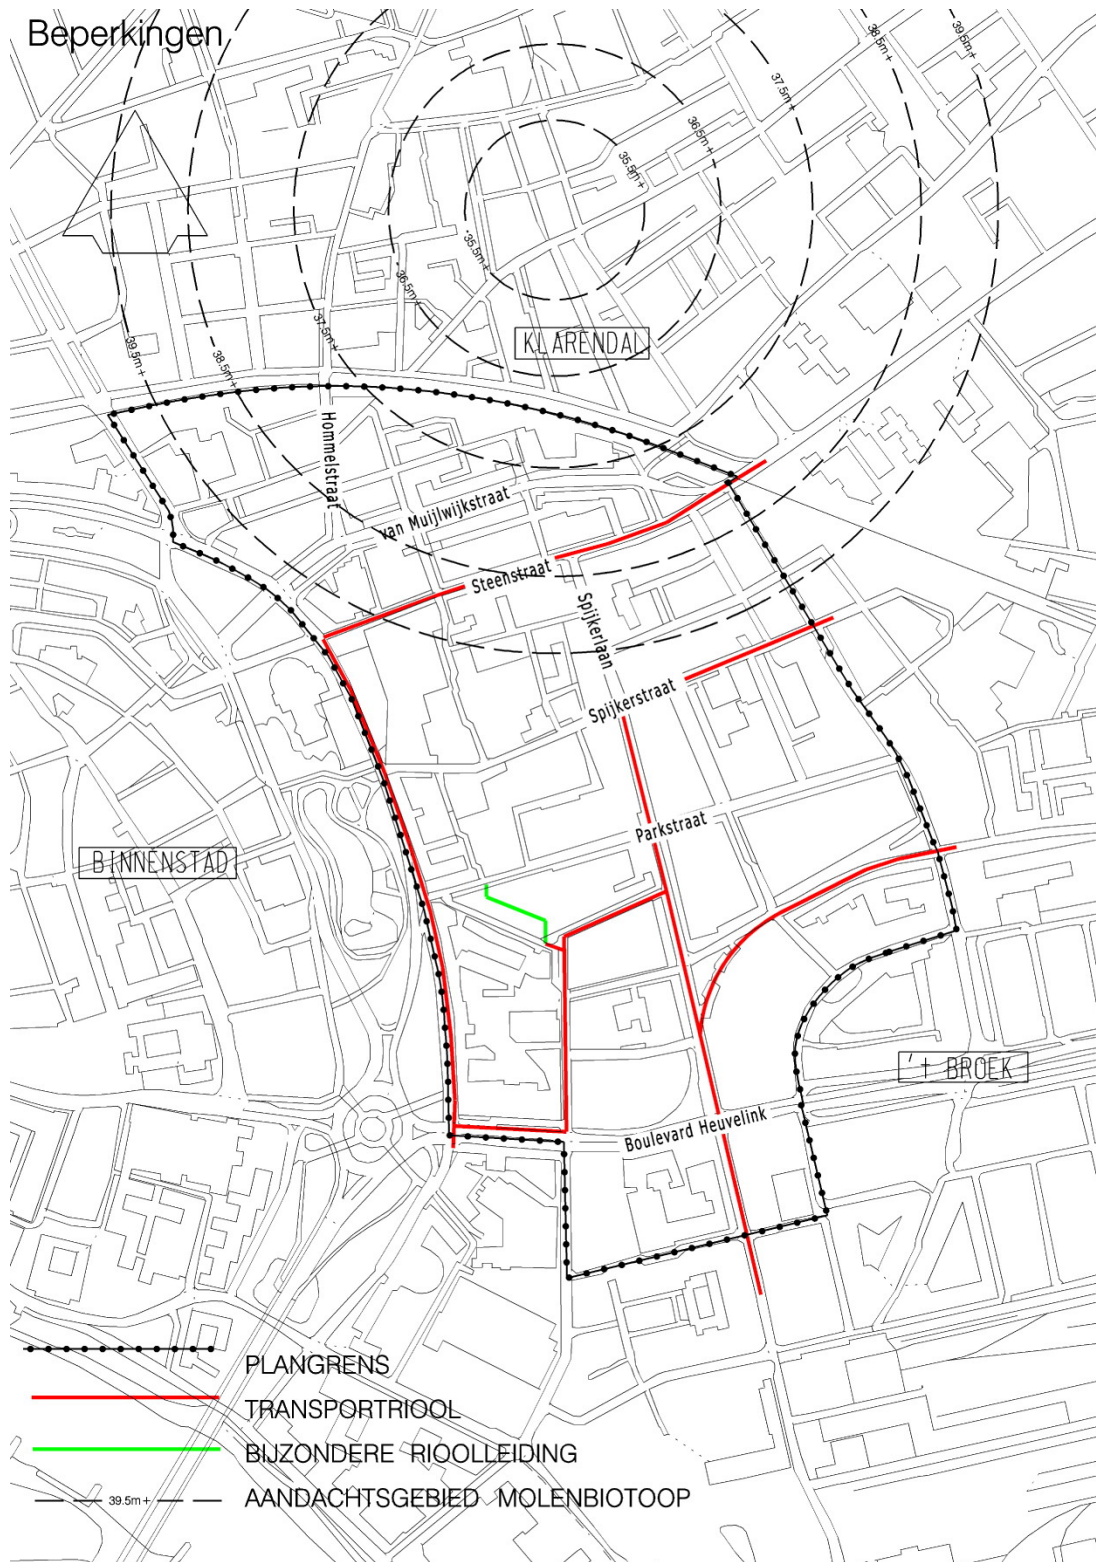 Beperkingen
39.5m+
38.5m+
37.5m+
36.5m+
35.5m+
35.5m+
36.5m+
37.5m+
38.5m+
39.5m+
KLARENDAL
Hommelstraat
van Muijlwijkstraat
Steenstraat
Spijkerlaan
Spijkerstraat
Parkstraat
BINNENSTAD
't BROEK
Boulevard Heuvelink
PLANGRENS
TRANSPORTRIOOL
BIJZONDERE RIOOLLEIDING
39.5m+ AANDACHTSGEBIED MOLENBIOTOOP